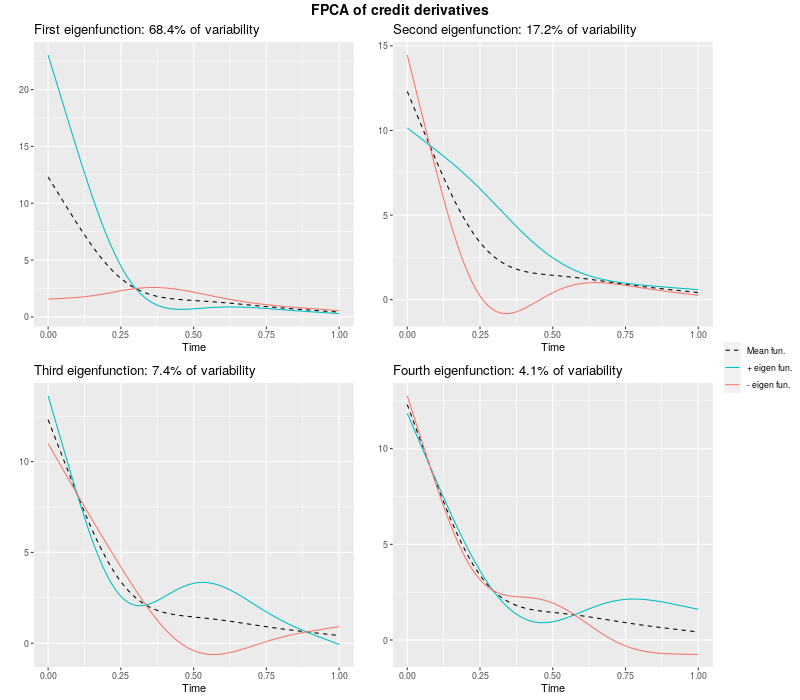 FPCA of credit derivatives
First eigenfunction: 68.4% of variability
20
15
10
5
0
0.00 0.25 0.50 0.75 1.00
Time
Second eigenfunction: 17.2% of variability
15
10
5
0
0.00 0.25 0.50 0.75 1.00
Time
Third eigenfunction: 7.4% of variability
10
5
0
0.00 0.25 0.50 0.75 1.00
Time
Fourth eigenfunction: 4.1% of variability
10
5
0
0.00 0.25 0.50 0.75 1.00
Time
Mean fun.
+ eigen fun.
- eigen fun.